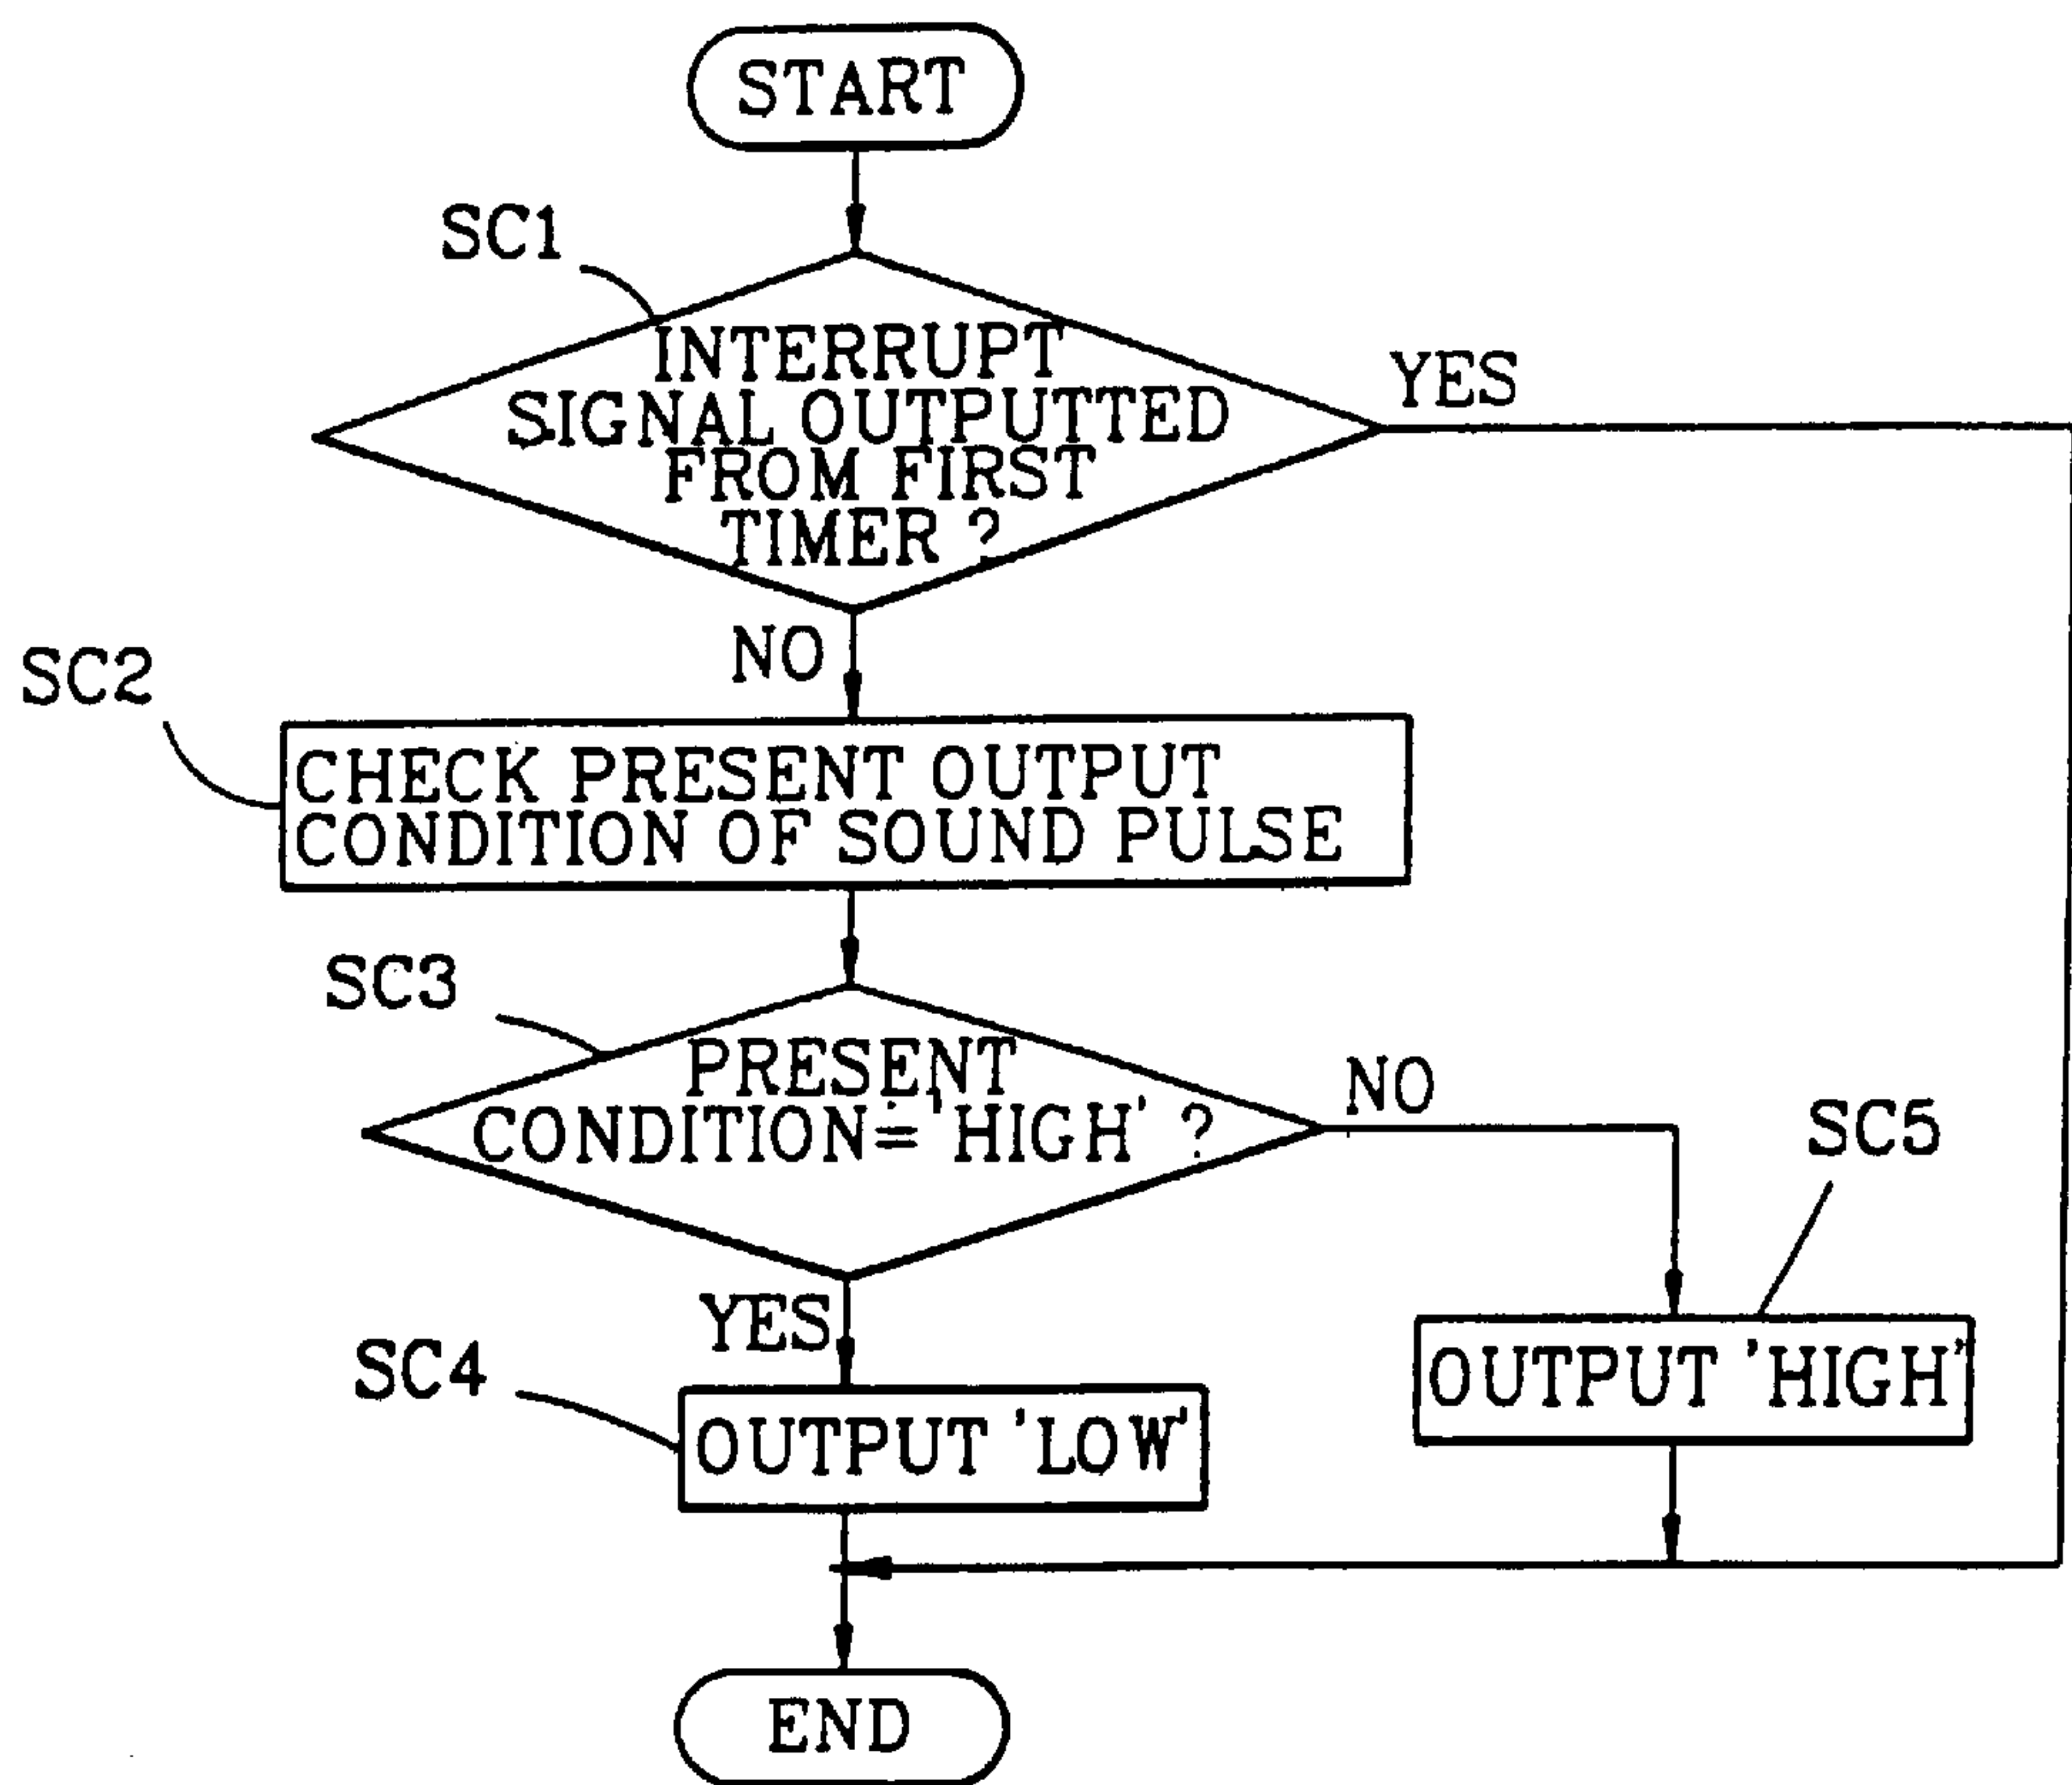 START
SC1
INTERRUPT
SIGNAL OUTPUTTED
FROM FIRST
TIMER ?
YES
NO
SC2
CHECK PRESENT OUTPUT
CONDITION OF SOUND PULSE
SC3
PRESENT
CONDITION='HIGH' ?
NO
SC5
YES
OUTPUT 'HIGH'
SC4
OUTPUT 'LOW'
END